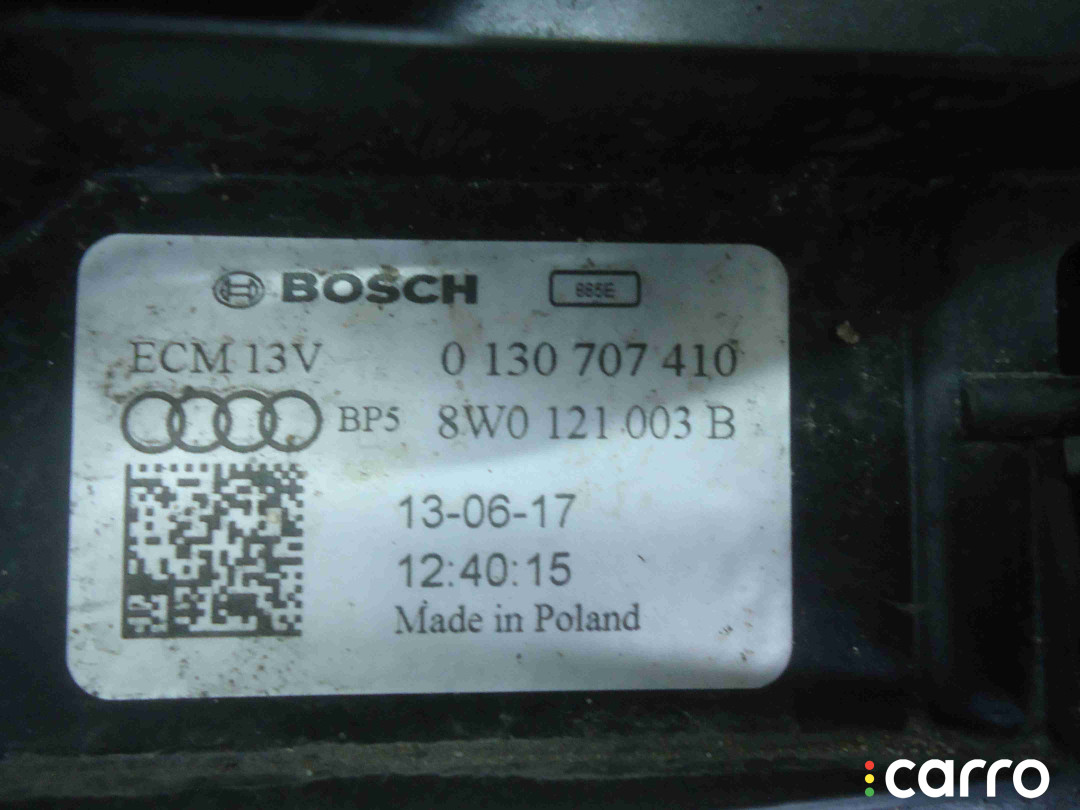 BOSCH 885E
ECM 13V 0 130 707 410
BP5 8W0 121 003 B
13-06-17
12:40:15
Made in Poland
carro